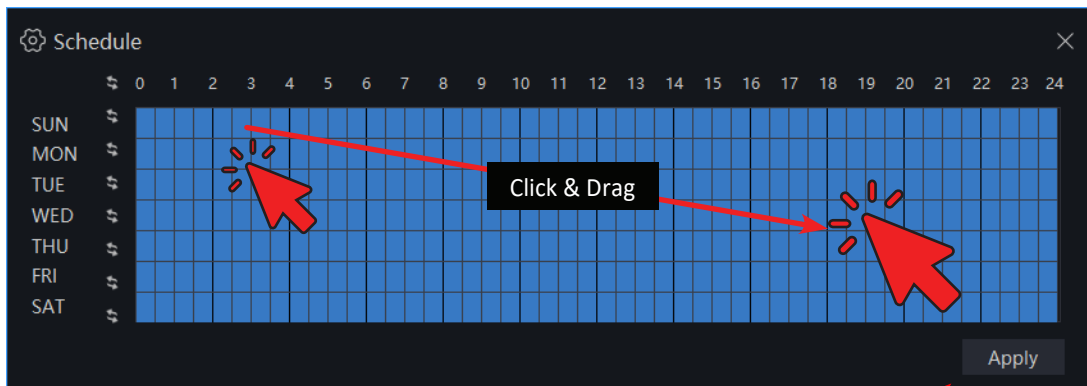 Schedule
0 1 2 3 4 5 6 7 8 9 10 11 12 13 14 15 16 17 18 19 20 21 22 23 24
SUN
MON
TUE
Click & Drag
WED
THU
FRI
SAT
Apply